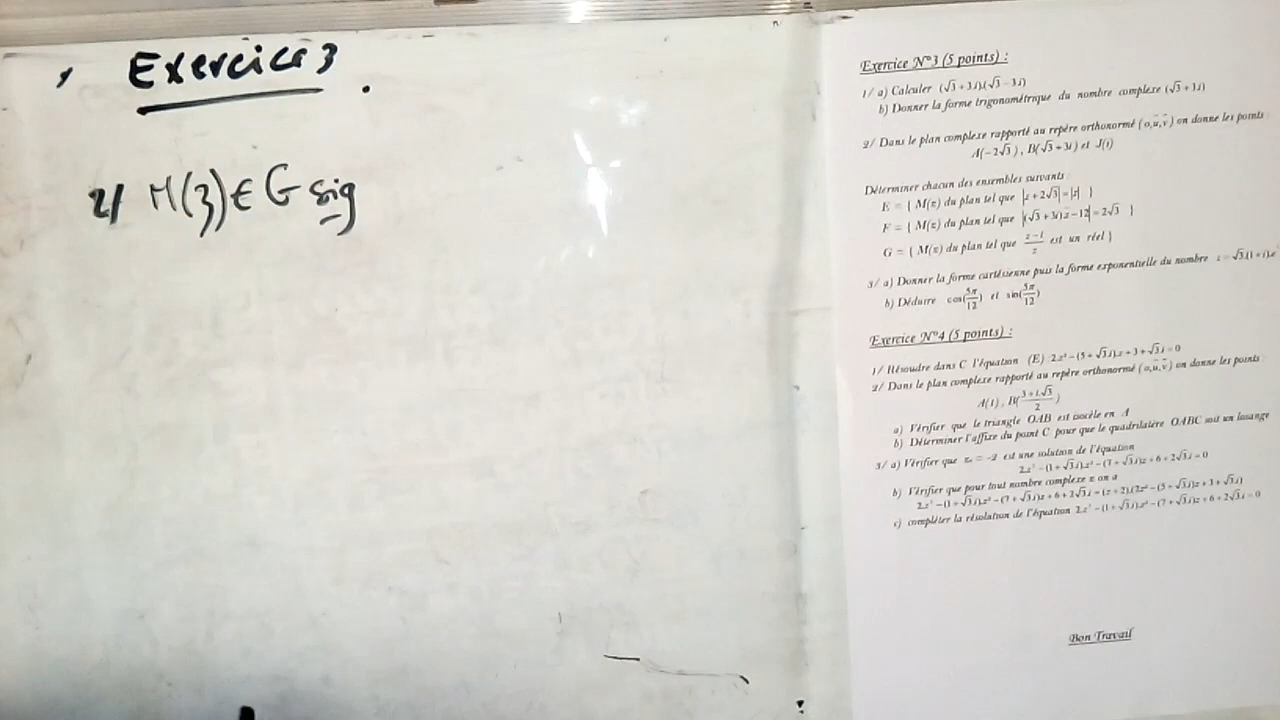 Exercice 3
2/ M(z) ∈ G sig
Exercice N°3 (5 points) :
1/ a) Calculer (√3 + 3i).(√3 − 3i)
b) Donner la forme trigonométrique du nombre complexe (√3 + 3i)
2/ Dans le plan complexe rapporté au repère orthonormé (o,u,v) on donne les points :
A(−2√3) , B(√3 + 3i) et J(i)
Déterminer chacun des ensembles suivants :
E = { M(z) du plan tel que |z + 2√3| = |z| }
F = { M(z) du plan tel que |(√3 + 3i)z − 12| = 2√3 }
G = { M(z) du plan tel que (z − i)/z est un réel }
3/ a) Donner la forme cartésienne puis la forme exponentielle du nombre
b) Déduire cos(5π/12) et sin(5π/12)
Exercice N°4 (5 points) :
1/ Résoudre dans C l'équation (E) 2z² − (5 + √3i).z + 3 + √3i = 0
2/ Dans le plan complexe rapporté au repère orthonormé (o,u,v) on donne les points :
A(1) , B((3 + i.√3)/2)
a) Vérifier que le triangle OAB est isocèle en A
b) Déterminer l'affixe du point C pour que le quadrilatère OABC soit un losange
3/ a) Vérifier que z₀ = −2 est une solution de l'équation
2z³ − (1 + √3i).z² − (7 + √3i)z + 6 + 2√3i = 0
b) Vérifier que pour tout nombre complexe z on a
2z³ − (1 + √3i).z² − (7 + √3i)z + 6 + 2√3i = (z + 2).(2z² − (5 + √3i)z + 3 + √3i)
c) compléter la résolution de l'équation 2z³ − (1 + √3i).z² − (7 + √3i)z + 6 + 2√3i = 0
Bon Travail